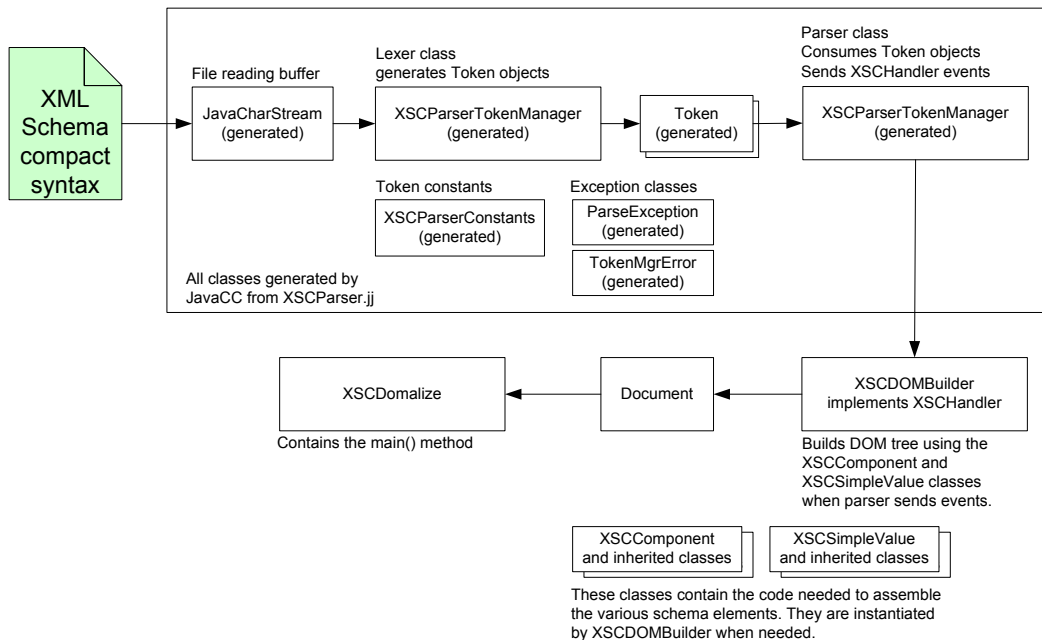 XML
Schema
compact
syntax
File reading buffer
JavaCharStream
(generated)
Lexer class
generates Token objects
XSCParserTokenManager
(generated)
Token
(generated)
Parser class
Consumes Token objects
Sends XSCHandler events
XSCParserTokenManager
(generated)
Token constants
XSCParserConstants
(generated)
Exception classes
ParseException
(generated)
TokenMgrError
(generated)
All classes generated by
JavaCC from XSCParser.jj
XSCDomalize
Contains the main() method
Document
XSCDOMBuilder
implements XSCHandler
Builds DOM tree using the
XSCComponent and
XSCSimpleValue classes
when parser sends events.
XSCComponent
and inherited classes
XSCSimpleValue
and inherited classes
These classes contain the code needed to assemble
the various schema elements. They are instantiated
by XSCDOMBuilder when needed.